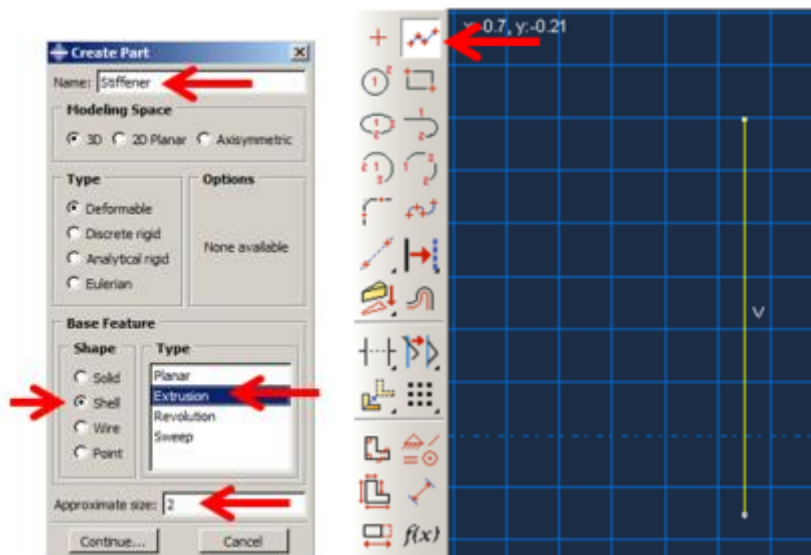 Create Part
Name: Stiffener
Modeling Space
3D 2D Planar Axisymmetric
Type
Options
Deformable
Discrete rigid
Analytical rigid
Eulerian
None available
Base Feature
Shape
Type
Solid
Shell
Wire
Point
Planar
Extrusion
Revolution
Sweep
Approximate size: 2
Continue...
Cancel
x:-0.7, y:-0.21
V
f(x)